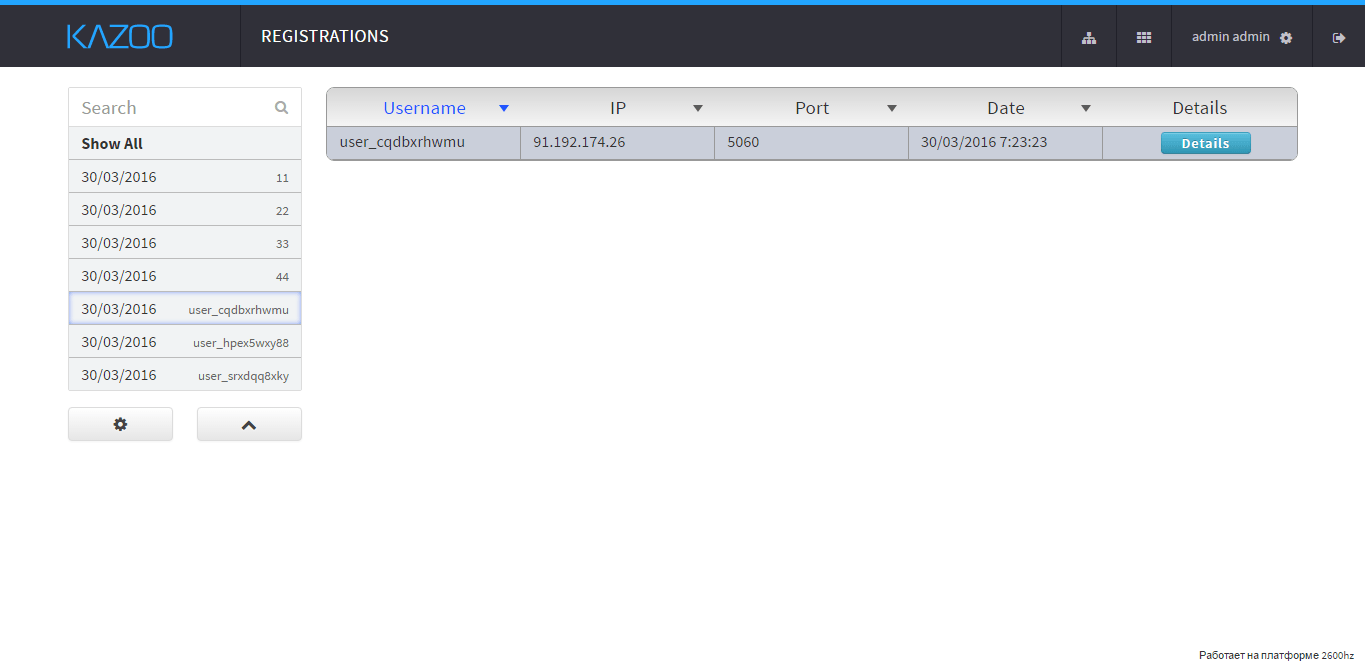 KAZOO REGISTRATIONS admin admin
Search
Show All
30/03/2016 11
30/03/2016 22
30/03/2016 33
30/03/2016 44
30/03/2016 user_cqdbxrhwmu
30/03/2016 user_hpex5wxy88
30/03/2016 user_srxdqq8xky
Username IP Port Date Details
user_cqdbxrhwmu 91.192.174.26 5060 30/03/2016 7:23:23 Details
Работает на платформе 2600hz